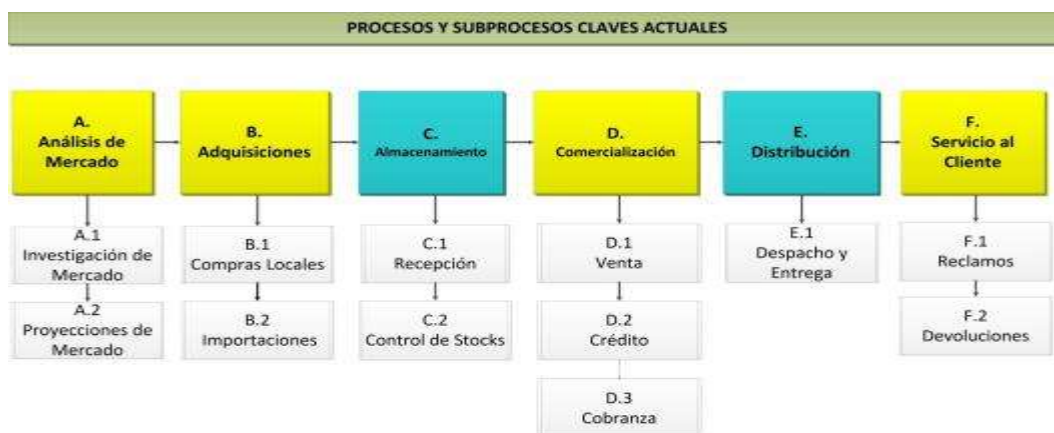 PROCESOS Y SUBPROCESOS CLAVES ACTUALES
A.
Análisis de
Mercado
B.
Adquisiciones
C.
Almacenamiento
D.
Comercialización
E.
Distribución
F.
Servicio al
Cliente
A.1
Investigación de
Mercado
A.2
Proyecciones de
Mercado
B.1
Compras Locales
B.2
Importaciones
C.1
Recepción
C.2
Control de Stocks
D.1
Venta
D.2
Crédito
D.3
Cobranza
E.1
Despacho y
Entrega
F.1
Reclamos
F.2
Devoluciones